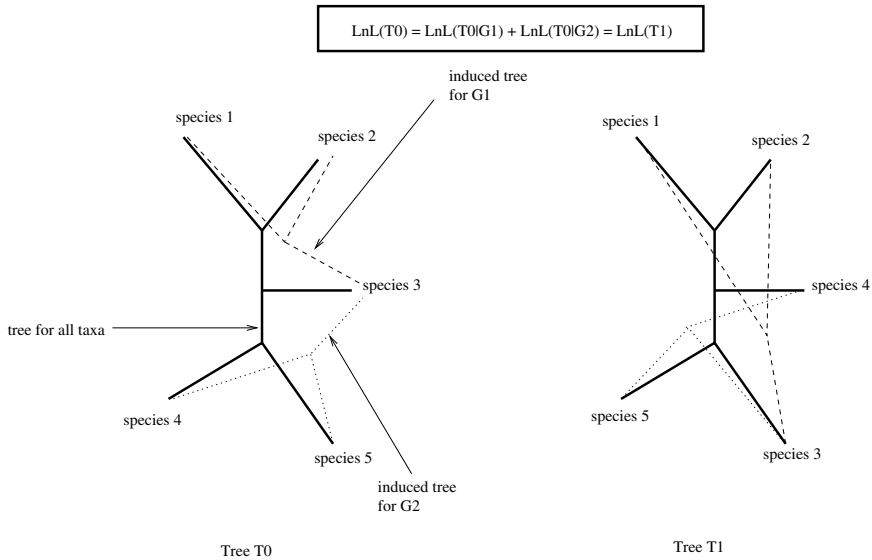 LnL(T0) = LnL(T0|G1) + LnL(T0|G2) = LnL(T1)
induced tree
for G1
species 1
species 2
species 3
tree for all taxa
species 4
species 5
induced tree
for G2
Tree T0
species 1
species 2
species 4
species 5
species 3
Tree T1